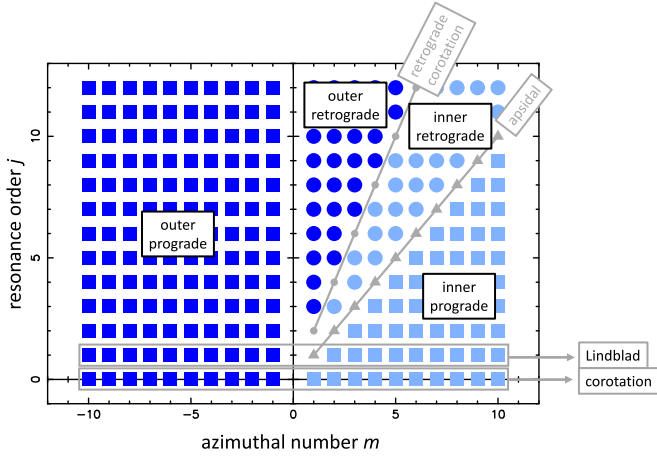 retrograde
corotation
apsidal
outer
retrograde
inner
retrograde
outer
prograde
inner
prograde
resonance order j
10
5
0
Lindblad
corotation
−10
−5
0
5
10
azimuthal number m